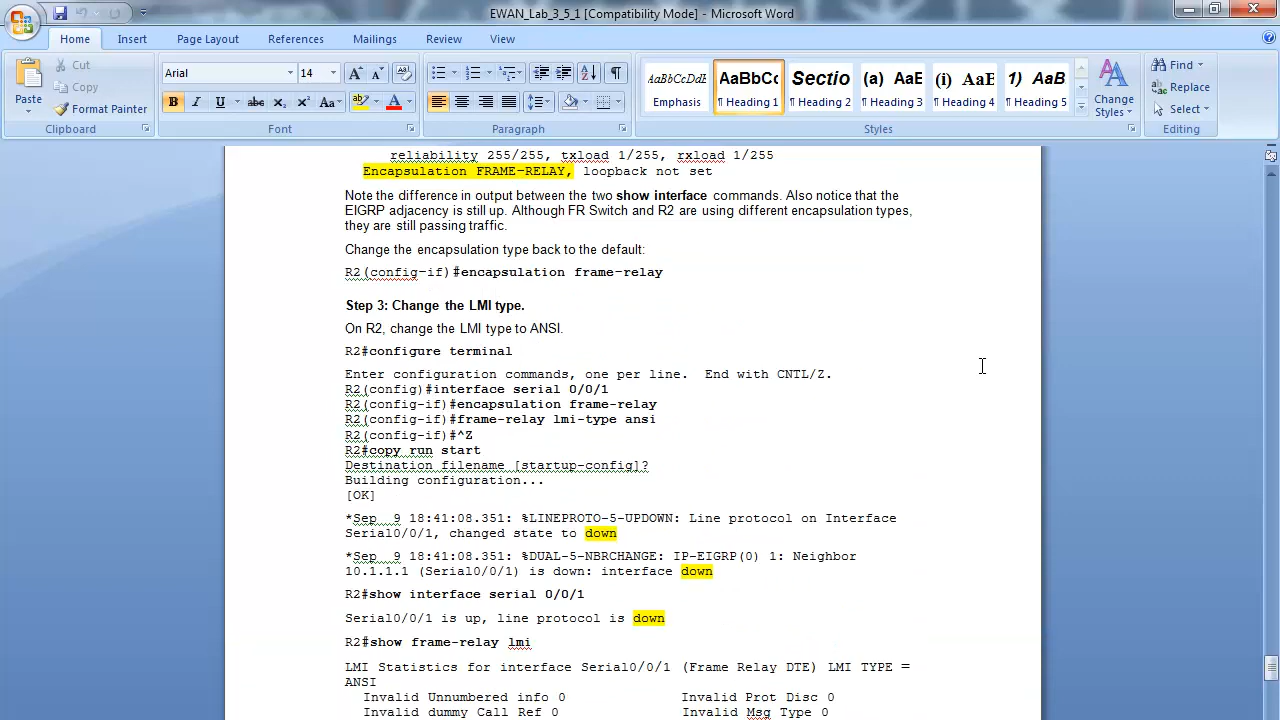 EWAN_Lab_3_5_1 [Compatibility Mode] - Microsoft Word
Home Insert Page Layout References Mailings Review View
Paste
Cut
Copy
Format Painter
Clipboard
Arial 14
B I U abc x₂ x² Aa
Font
Paragraph
AaBbCcDdE AaBbCc Sectio (a) AaE (i) AaE 1) AaB
Emphasis ¶ Heading 1 ¶ Heading 2 ¶ Heading 3 ¶ Heading 4 ¶ Heading 5
Change Styles
Styles
Find
Replace
Select
Editing
reliability 255/255, txload 1/255, rxload 1/255
Encapsulation FRAME-RELAY, loopback not set
Note the difference in output between the two show interface commands. Also notice that the
EIGRP adjacency is still up. Although FR Switch and R2 are using different encapsulation types,
they are still passing traffic.
Change the encapsulation type back to the default:
R2(config-if)#encapsulation frame-relay
Step 3: Change the LMI type.
On R2, change the LMI type to ANSI.
R2#configure terminal
Enter configuration commands, one per line. End with CNTL/Z.
R2(config)#interface serial 0/0/1
R2(config-if)#encapsulation frame-relay
R2(config-if)#frame-relay lmi-type ansi
R2(config-if)#^Z
R2#copy run start
Destination filename [startup-config]?
Building configuration...
[OK]
*Sep 9 18:41:08.351: %LINEPROTO-5-UPDOWN: Line protocol on Interface
Serial0/0/1, changed state to down
*Sep 9 18:41:08.351: %DUAL-5-NBRCHANGE: IP-EIGRP(0) 1: Neighbor
10.1.1.1 (Serial0/0/1) is down: interface down
R2#show interface serial 0/0/1
Serial0/0/1 is up, line protocol is down
R2#show frame-relay lmi
LMI Statistics for interface Serial0/0/1 (Frame Relay DTE) LMI TYPE =
ANSI
Invalid Unnumbered info 0 Invalid Prot Disc 0
Invalid dummy Call Ref 0 Invalid Msg Type 0